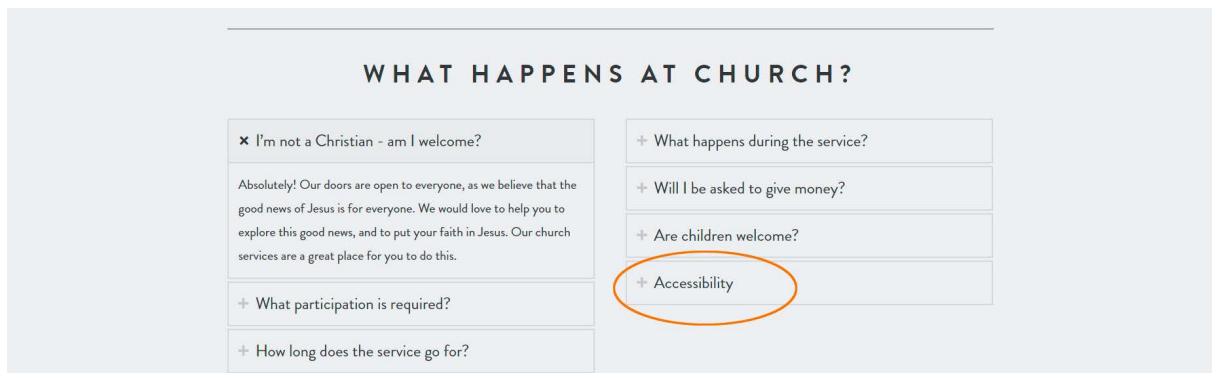 WHAT HAPPENS AT CHURCH?
× I'm not a Christian - am I welcome?
Absolutely! Our doors are open to everyone, as we believe that the
good news of Jesus is for everyone. We would love to help you to
explore this good news, and to put your faith in Jesus. Our church
services are a great place for you to do this.
+ What participation is required?
+ How long does the service go for?
+ What happens during the service?
+ Will I be asked to give money?
+ Are children welcome?
+ Accessibility